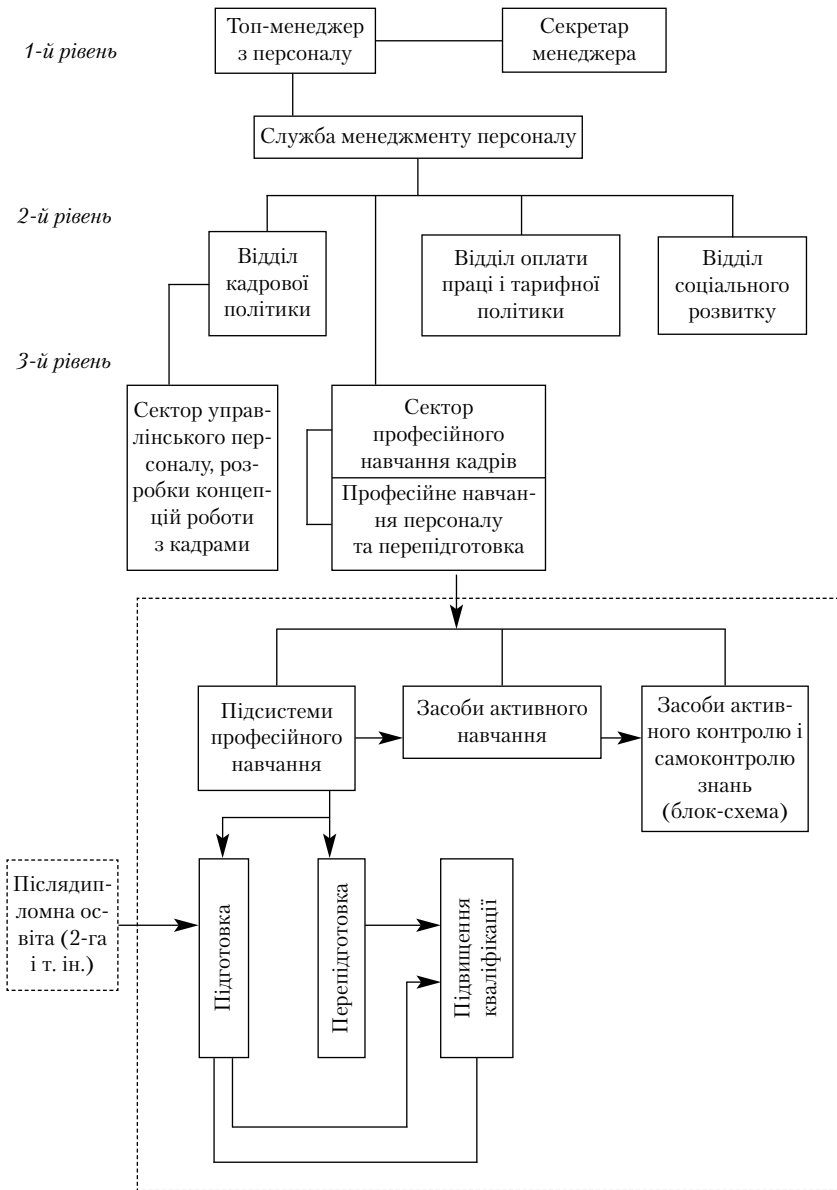 1-й рівень
Топ-менеджер
з персоналу
Секретар
менеджера
Служба менеджменту персоналу
2-й рівень
Відділ
кадрової
політики
Відділ оплати
праці і тарифної
політики
Відділ
соціального
розвитку
3-й рівень
Сектор управ-
лінського пер-
соналу, роз-
робки концеп-
цій роботи
з кадрами
Сектор
професійного
навчання кадрів
Професійне навчан-
ня персоналу
та перепідготовка
Підсистеми
професійного
навчання
Засоби активного
навчання
Засоби актив-
ного контролю і
самоконтролю
знань
(блок-схема)
Післядип-
ломна ос-
віта (2-га
і т. ін.)
Підготовка
Перепідготовка
Підвищення
кваліфікації